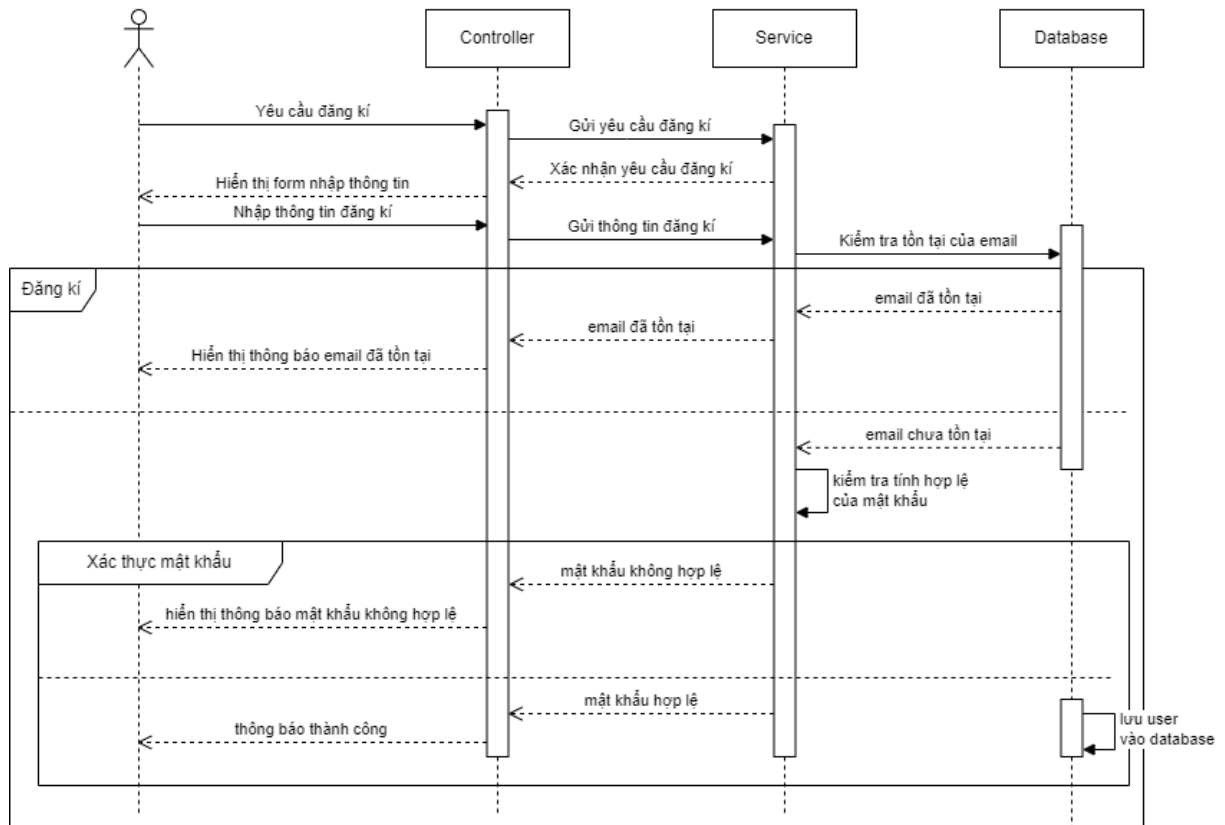 Controller
Service
Database
Yêu cầu đăng kí
Gửi yêu cầu đăng kí
Xác nhận yêu cầu đăng kí
Hiển thị form nhập thông tin
Nhập thông tin đăng kí
Gửi thông tin đăng kí
Kiểm tra tồn tại của email
Đăng kí
email đã tồn tại
email đã tồn tại
Hiển thị thông báo email đã tồn tại
email chưa tồn tại
kiểm tra tính hợp lệ
của mật khẩu
Xác thực mật khẩu
mật khẩu không hợp lệ
hiển thị thông báo mật khẩu không hợp lệ
mật khẩu hợp lệ
lưu user
vào database
thông báo thành công